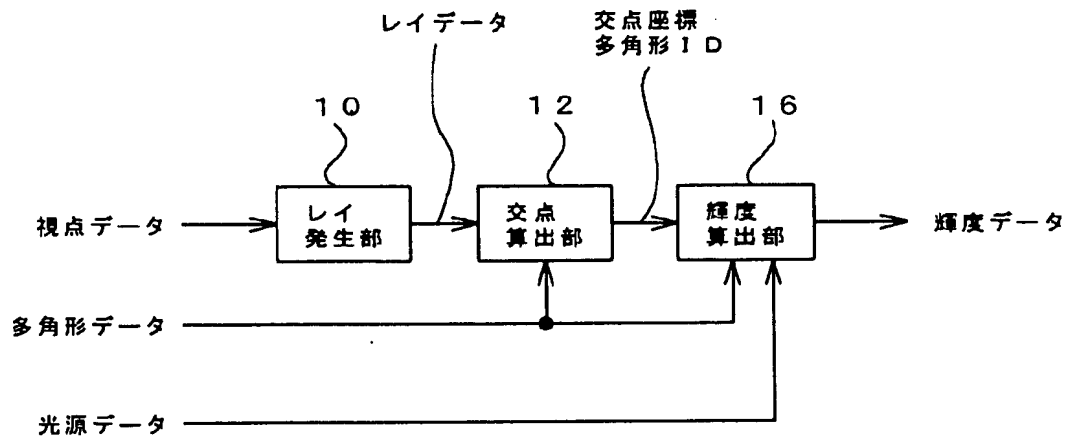 レイデータ
交点座標
多角形ID
10
12
16
視点データ
レイ
発生部
交点
算出部
輝度
算出部
輝度データ
多角形データ
光源データ